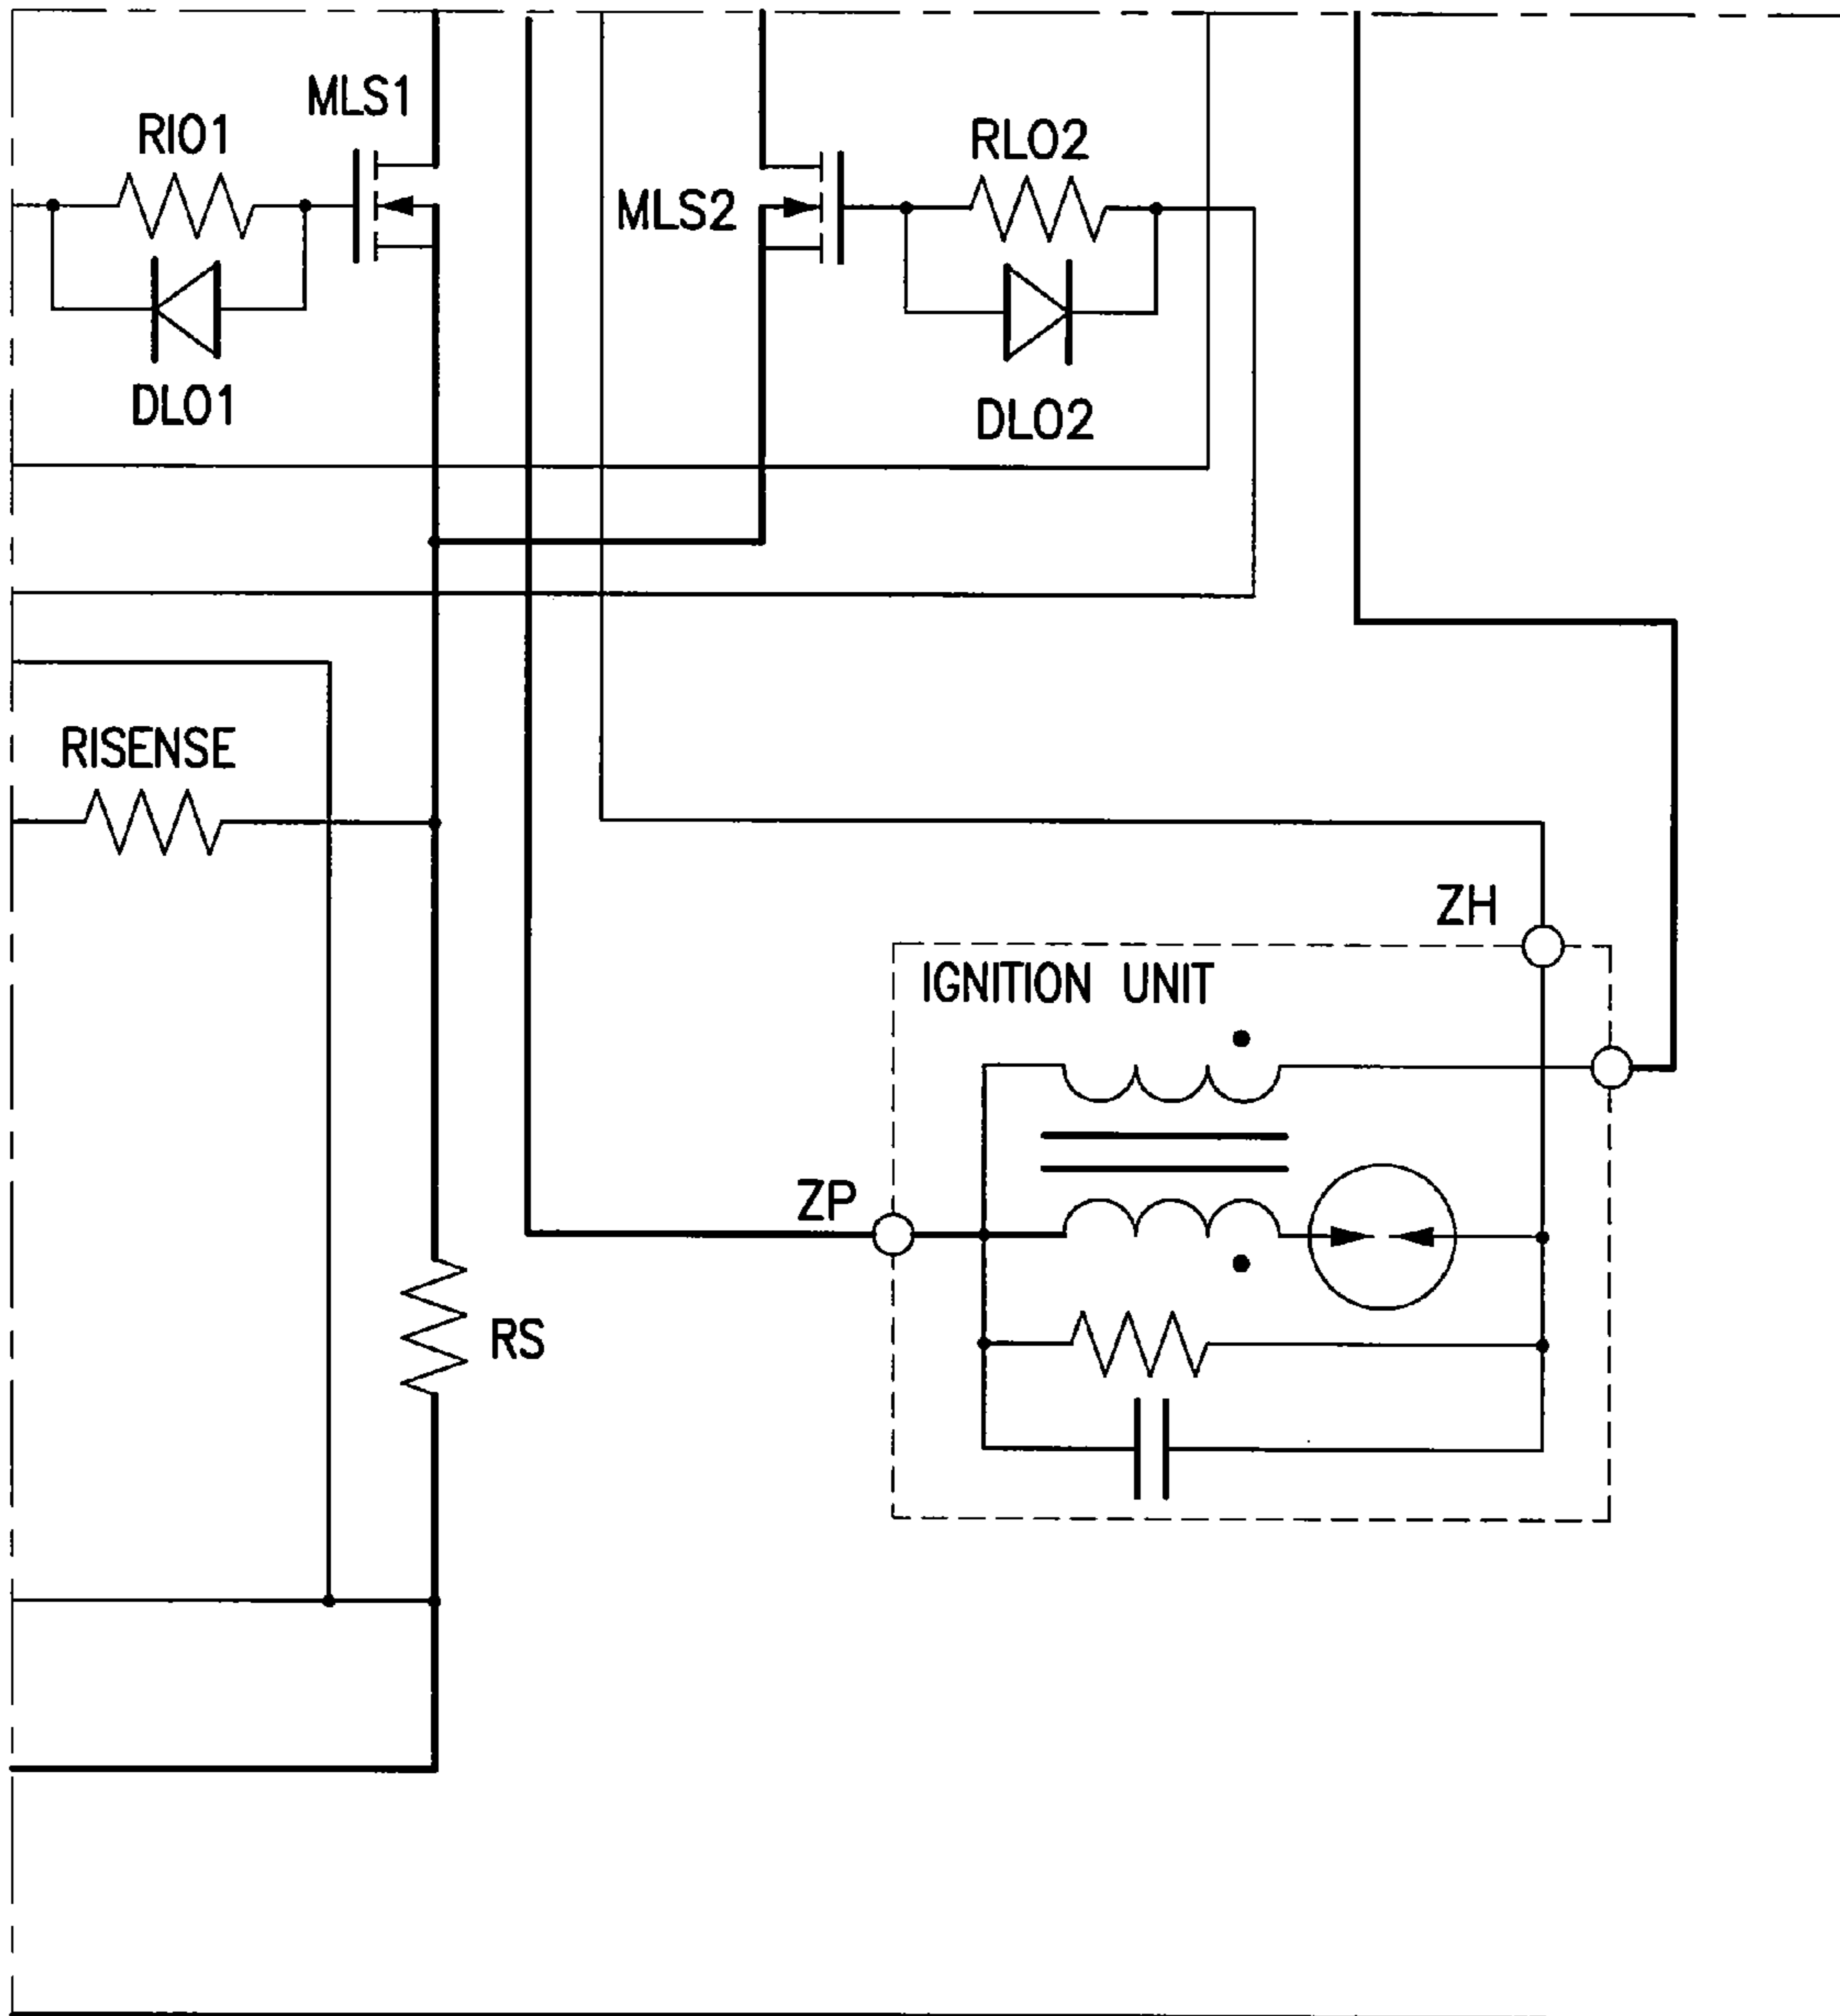 MLS1
RIO1
RLO2
MLS2
DLO1
DLO2
RISENSE
ZH
IGNITION UNIT
ZP
RS